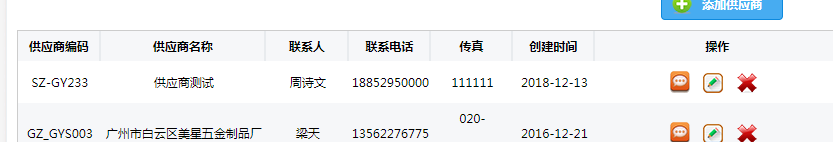 添加供应商
供应商编码 供应商名称 联系人 联系电话 传真 创建时间 操作
SZ-GY233 供应商测试 周诗文 18852950000 111111 2018-12-13
GZ_GYS003 广州市白云区美星五金制品厂 梁天 13562276775 020- 2016-12-21